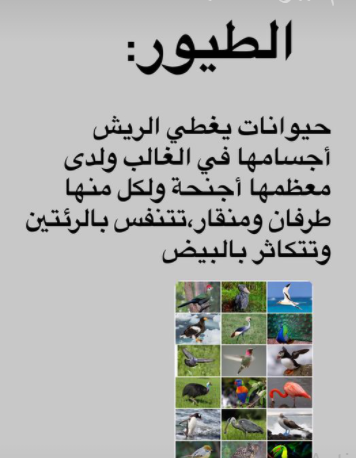 الطيور:
حيوانات يغطي الريش
أجسامها في الغالب ولدى
معظمها أجنحة ولكل منها
طرفان ومنقار،تتنفس بالرئتين
وتتكاثر بالبيض